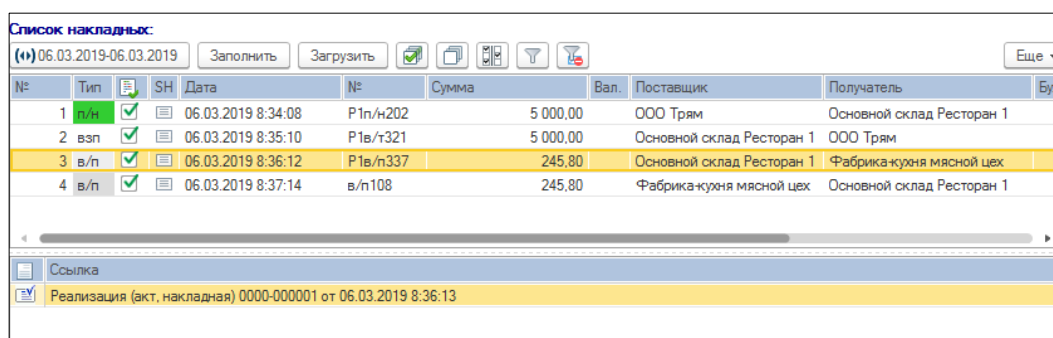 Список накладных:
06.03.2019-06.03.2019 Заполнить Загрузить Еще
№ Тип SH Дата № Сумма Вал. Поставщик Получатель Бу
1 п/н 06.03.2019 8:34:08 Р1п/н202 5 000,00 ООО Трям Основной склад Ресторан 1
2 взп 06.03.2019 8:35:10 Р1в/т321 5 000,00 Основной склад Ресторан 1 ООО Трям
3 в/п 06.03.2019 8:36:12 Р1в/п337 245,80 Основной склад Ресторан 1 Фабрика-кухня мясной цех
4 в/п 06.03.2019 8:37:14 в/п108 245,80 Фабрика-кухня мясной цех Основной склад Ресторан 1
Ссылка
Реализация (акт, накладная) 0000-000001 от 06.03.2019 8:36:13